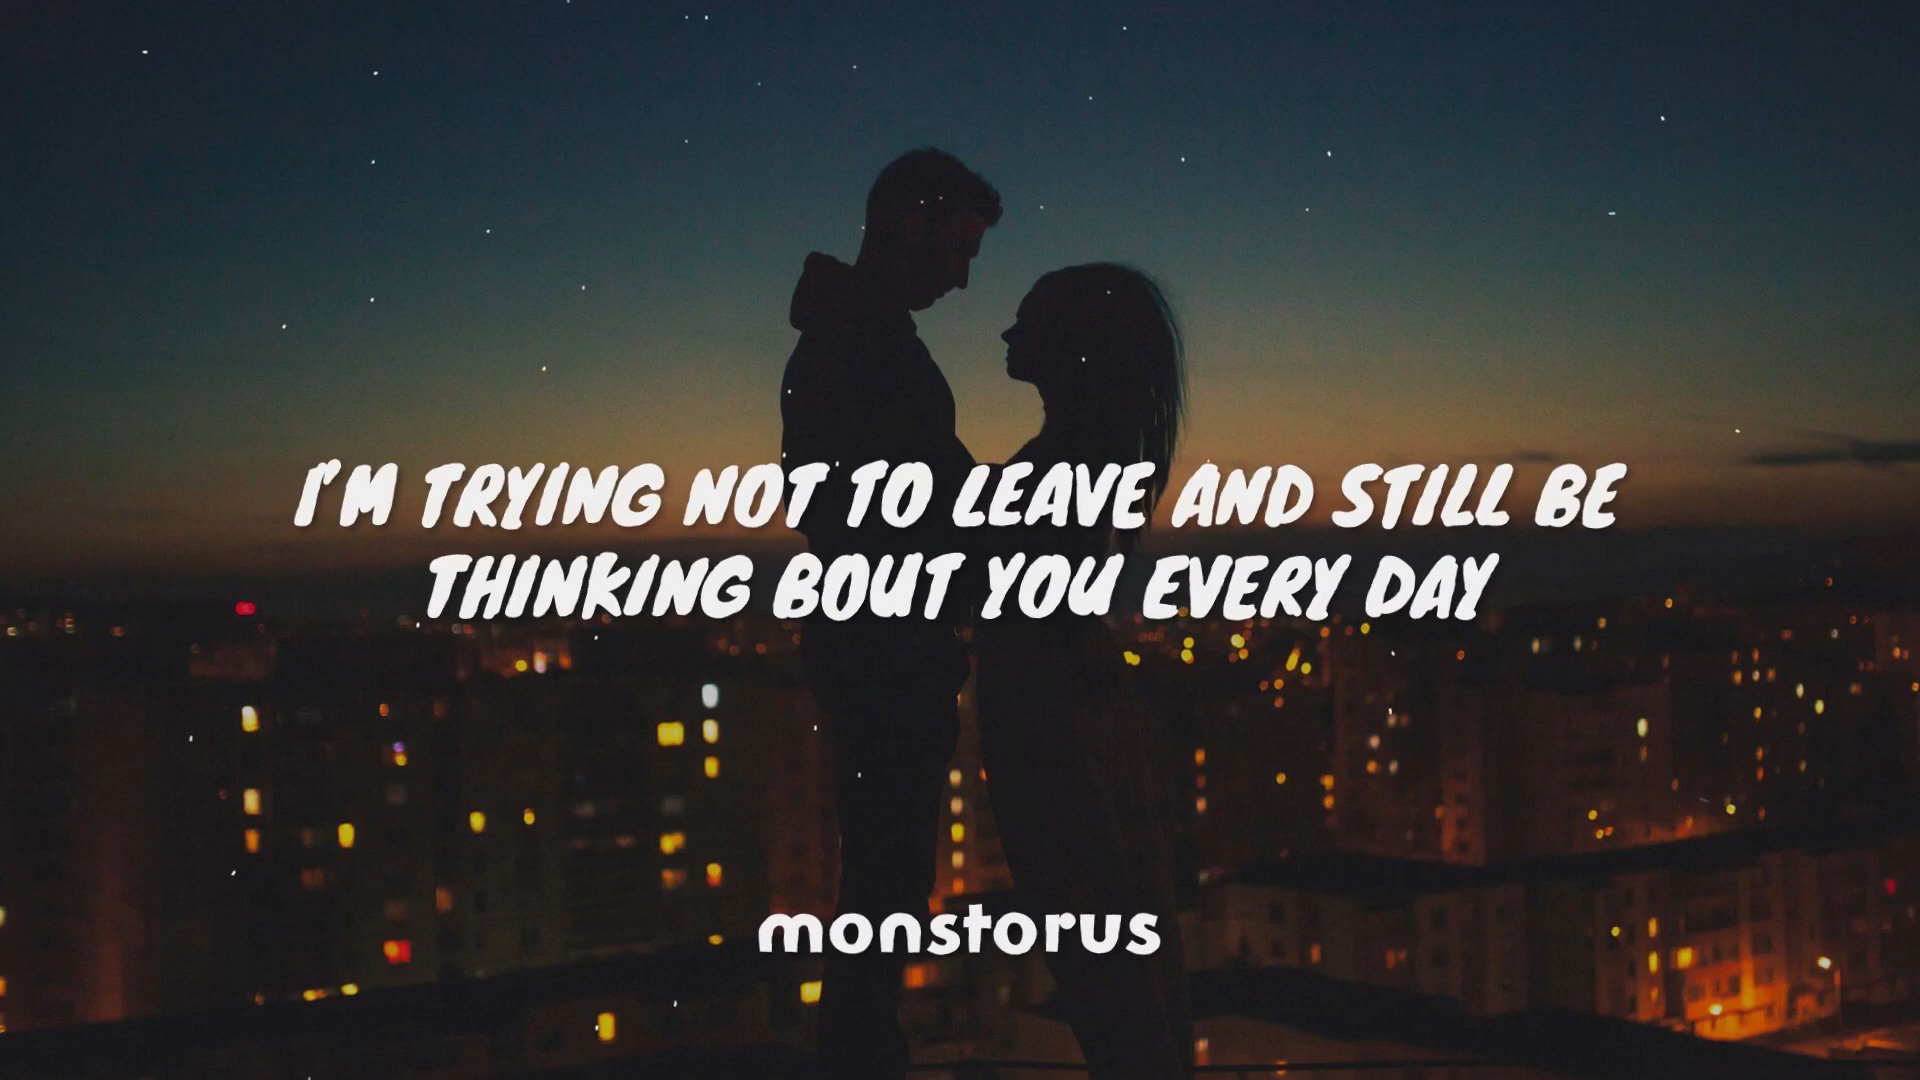 I'M TRYING NOT TO LEAVE AND STILL BE
THINKING BOUT YOU EVERY DAY
monstorus